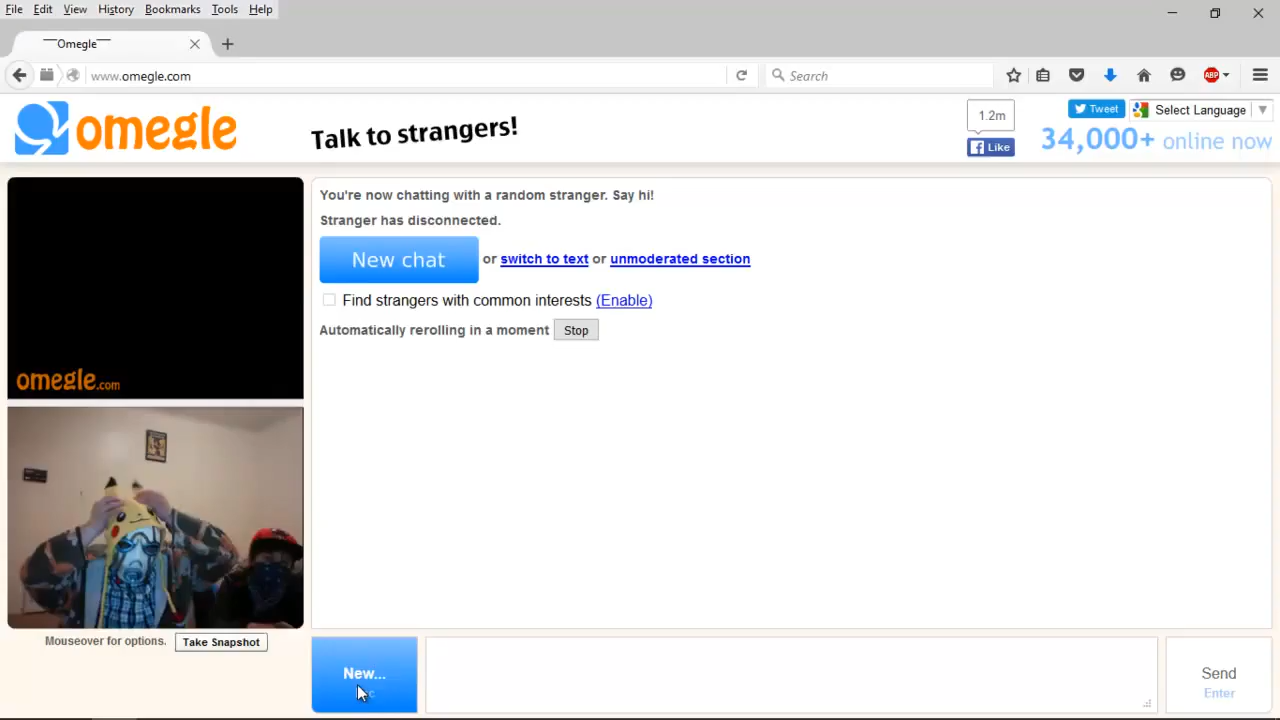 File Edit View History Bookmarks Tools Help
Omegle
www.omegle.com
Search
ABP
omegle
Talk to strangers!
1.2m
Like
Tweet
Select Language
34,000+ online now
You're now chatting with a random stranger. Say hi!
Stranger has disconnected.
New chat or switch to text or unmoderated section
Find strangers with common interests (Enable)
Automatically rerolling in a moment Stop
omegle.com
Mouseover for options. Take Snapshot
New...
Send
Enter